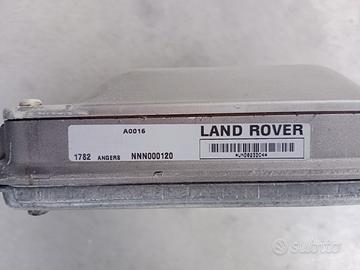 A0016
LAND ROVER
1782 ANGERS NNN000120
subito